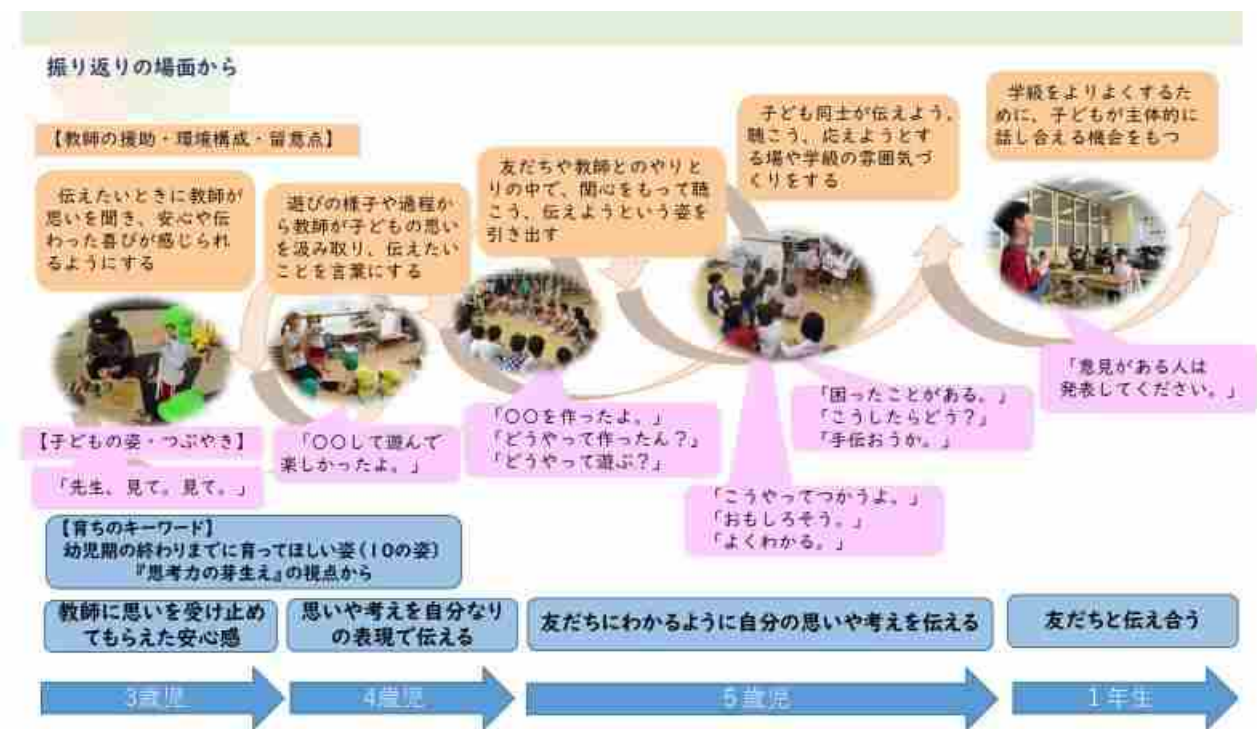 振り返りの場面から
【教師の援助・環境構成・留意点】
伝えたいときに教師が
思いを聞き、安心や伝
わった喜びが感じられ
るようにする
遊びの様子や過程か
ら教師が子どもの思い
を汲み取り、伝えたい
ことを言葉にする
友だちや教師とのやりと
りの中で、関心をもって聴
こう、伝えようという姿を
引き出す
子ども同士が伝えよう、
聴こう、応えようとす
る場や学級の雰囲気づ
くりをする
学級をよりよくするた
めに、子どもが主体的に
話し合える機会をもつ
【子どもの姿・つぶやき】
「先生、見て。見て。」
「〇〇して遊んで
楽しかったよ。」
「〇〇を作ったよ。」
「どうやって作ったん？」
「どうやって遊ぶ？」
「こうやってつかうよ。」
「おもしろそう。」
「よくわかる。」
「困ったことがある。」
「こうしたらどう？」
「手伝おうか。」
「意見がある人は
発表してください。」
【育ちのキーワード】
幼児期の終わりまでに育ってほしい姿（１０の姿）
『思考力の芽生え』の視点から
教師に思いを受け止め
てもらえた安心感
思いや考えを自分なり
の表現で伝える
友だちにわかるように自分の思いや考えを伝える
友だちと伝え合う
３歳児
４歳児
５歳児
１年生